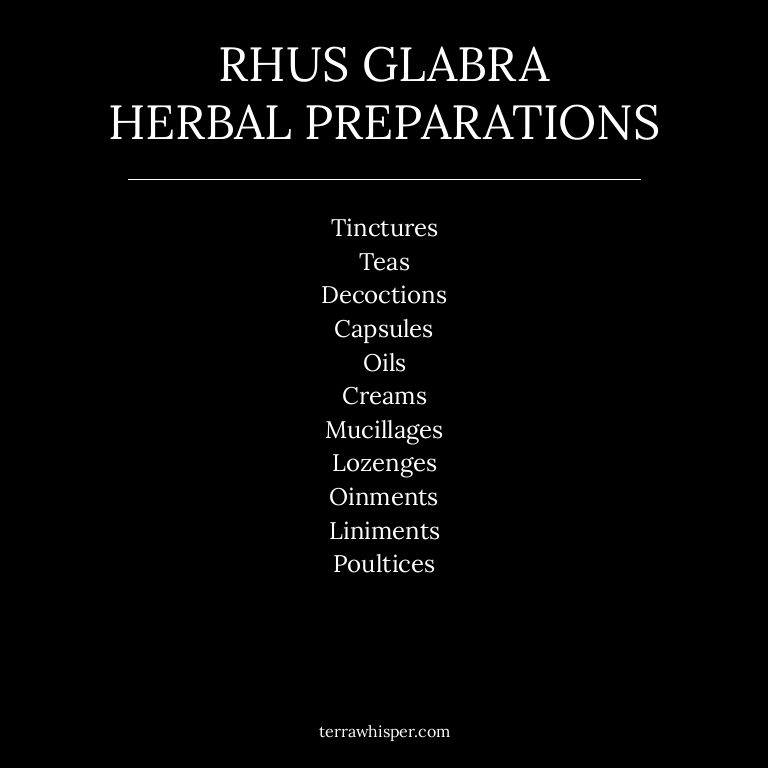 RHUS GLABRA
HERBAL PREPARATIONS
Tinctures
Teas
Decoctions
Capsules
Oils
Creams
Mucillages
Lozenges
Oinments
Liniments
Poultices
terrawhisper.com